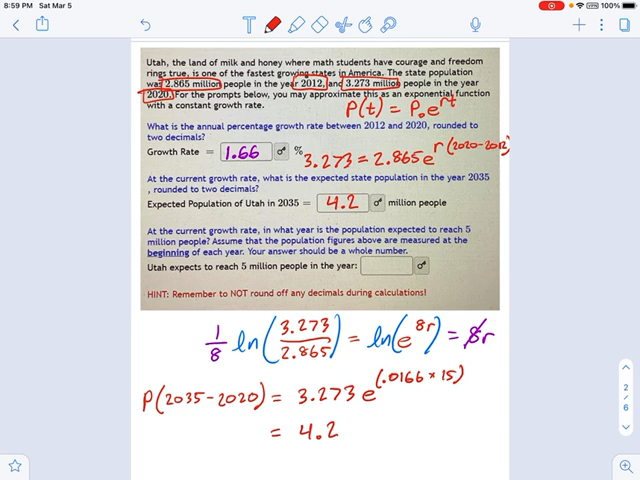 8:59 PM Sat Mar 5
100%
Utah, the land of milk and honey where math students have courage and freedom
rings true, is one of the fastest growing states in America. The state population
was 2.865 million people in the year 2012, and 3.273 million people in the year
2020. For the prompts below, you may approximate this as an exponential function
with a constant growth rate.
P(t) = P₀e^rt
What is the annual percentage growth rate between 2012 and 2020, rounded to
two decimals?
Growth Rate = 1.66 %
3.273 = 2.865e^r(2020-2012)
At the current growth rate, what is the expected state population in the year 2035
, rounded to two decimals?
Expected Population of Utah in 2035 = 4.2 million people
At the current growth rate, in what year is the population expected to reach 5
million people? Assume that the population figures above are measured at the
beginning of each year. Your answer should be a whole number.
Utah expects to reach 5 million people in the year:
HINT: Remember to NOT round off any decimals during calculations!
1/8 ln(3.273/2.865) = ln(e^8r) = 8r
P(2035-2020) = 3.273 e^(.0166×15)
= 4.2
2
/
6